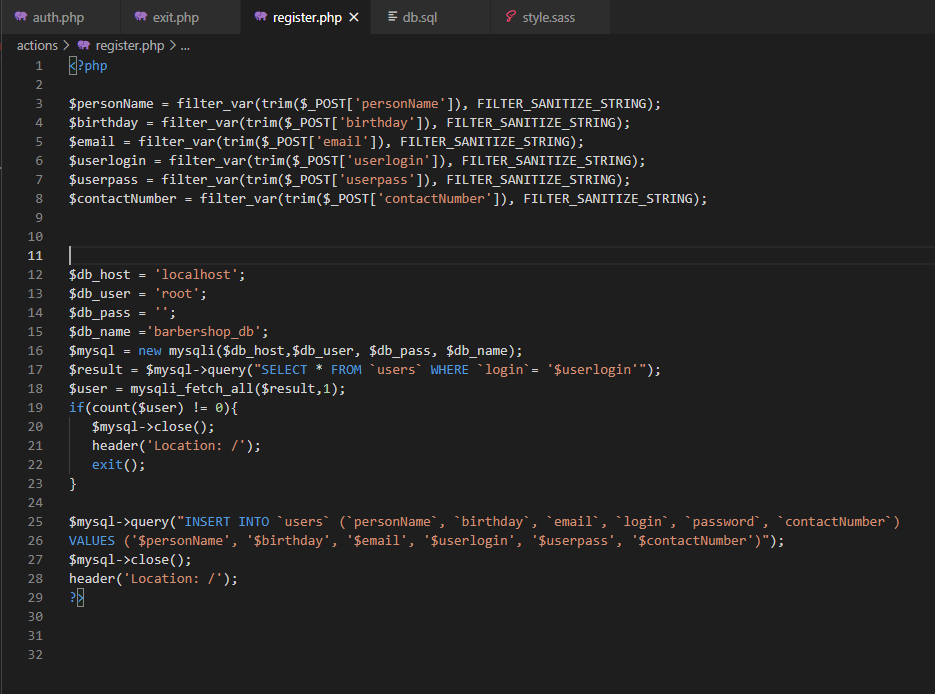 auth.php exit.php register.php × db.sql style.sass
actions > register.php > ...
1 <?php
2
3 $personName = filter_var(trim($_POST['personName']), FILTER_SANITIZE_STRING);
4 $birthday = filter_var(trim($_POST['birthday']), FILTER_SANITIZE_STRING);
5 $email = filter_var(trim($_POST['email']), FILTER_SANITIZE_STRING);
6 $userlogin = filter_var(trim($_POST['userlogin']), FILTER_SANITIZE_STRING);
7 $userpass = filter_var(trim($_POST['userpass']), FILTER_SANITIZE_STRING);
8 $contactNumber = filter_var(trim($_POST['contactNumber']), FILTER_SANITIZE_STRING);
9
10
11
12 $db_host = 'localhost';
13 $db_user = 'root';
14 $db_pass = '';
15 $db_name ='barbershop_db';
16 $mysql = new mysqli($db_host,$db_user, $db_pass, $db_name);
17 $result = $mysql->query("SELECT * FROM `users` WHERE `login`= '$userlogin'");
18 $user = mysqli_fetch_all($result,1);
19 if(count($user) != 0){
20    $mysql->close();
21    header('Location: /');
22    exit();
23 }
24
25 $mysql->query("INSERT INTO `users` (`personName`, `birthday`, `email`, `login`, `password`, `contactNumber`)
26 VALUES ('$personName', '$birthday', '$email', '$userlogin', '$userpass', '$contactNumber')");
27 $mysql->close();
28 header('Location: /');
29 ?>
30
31
32